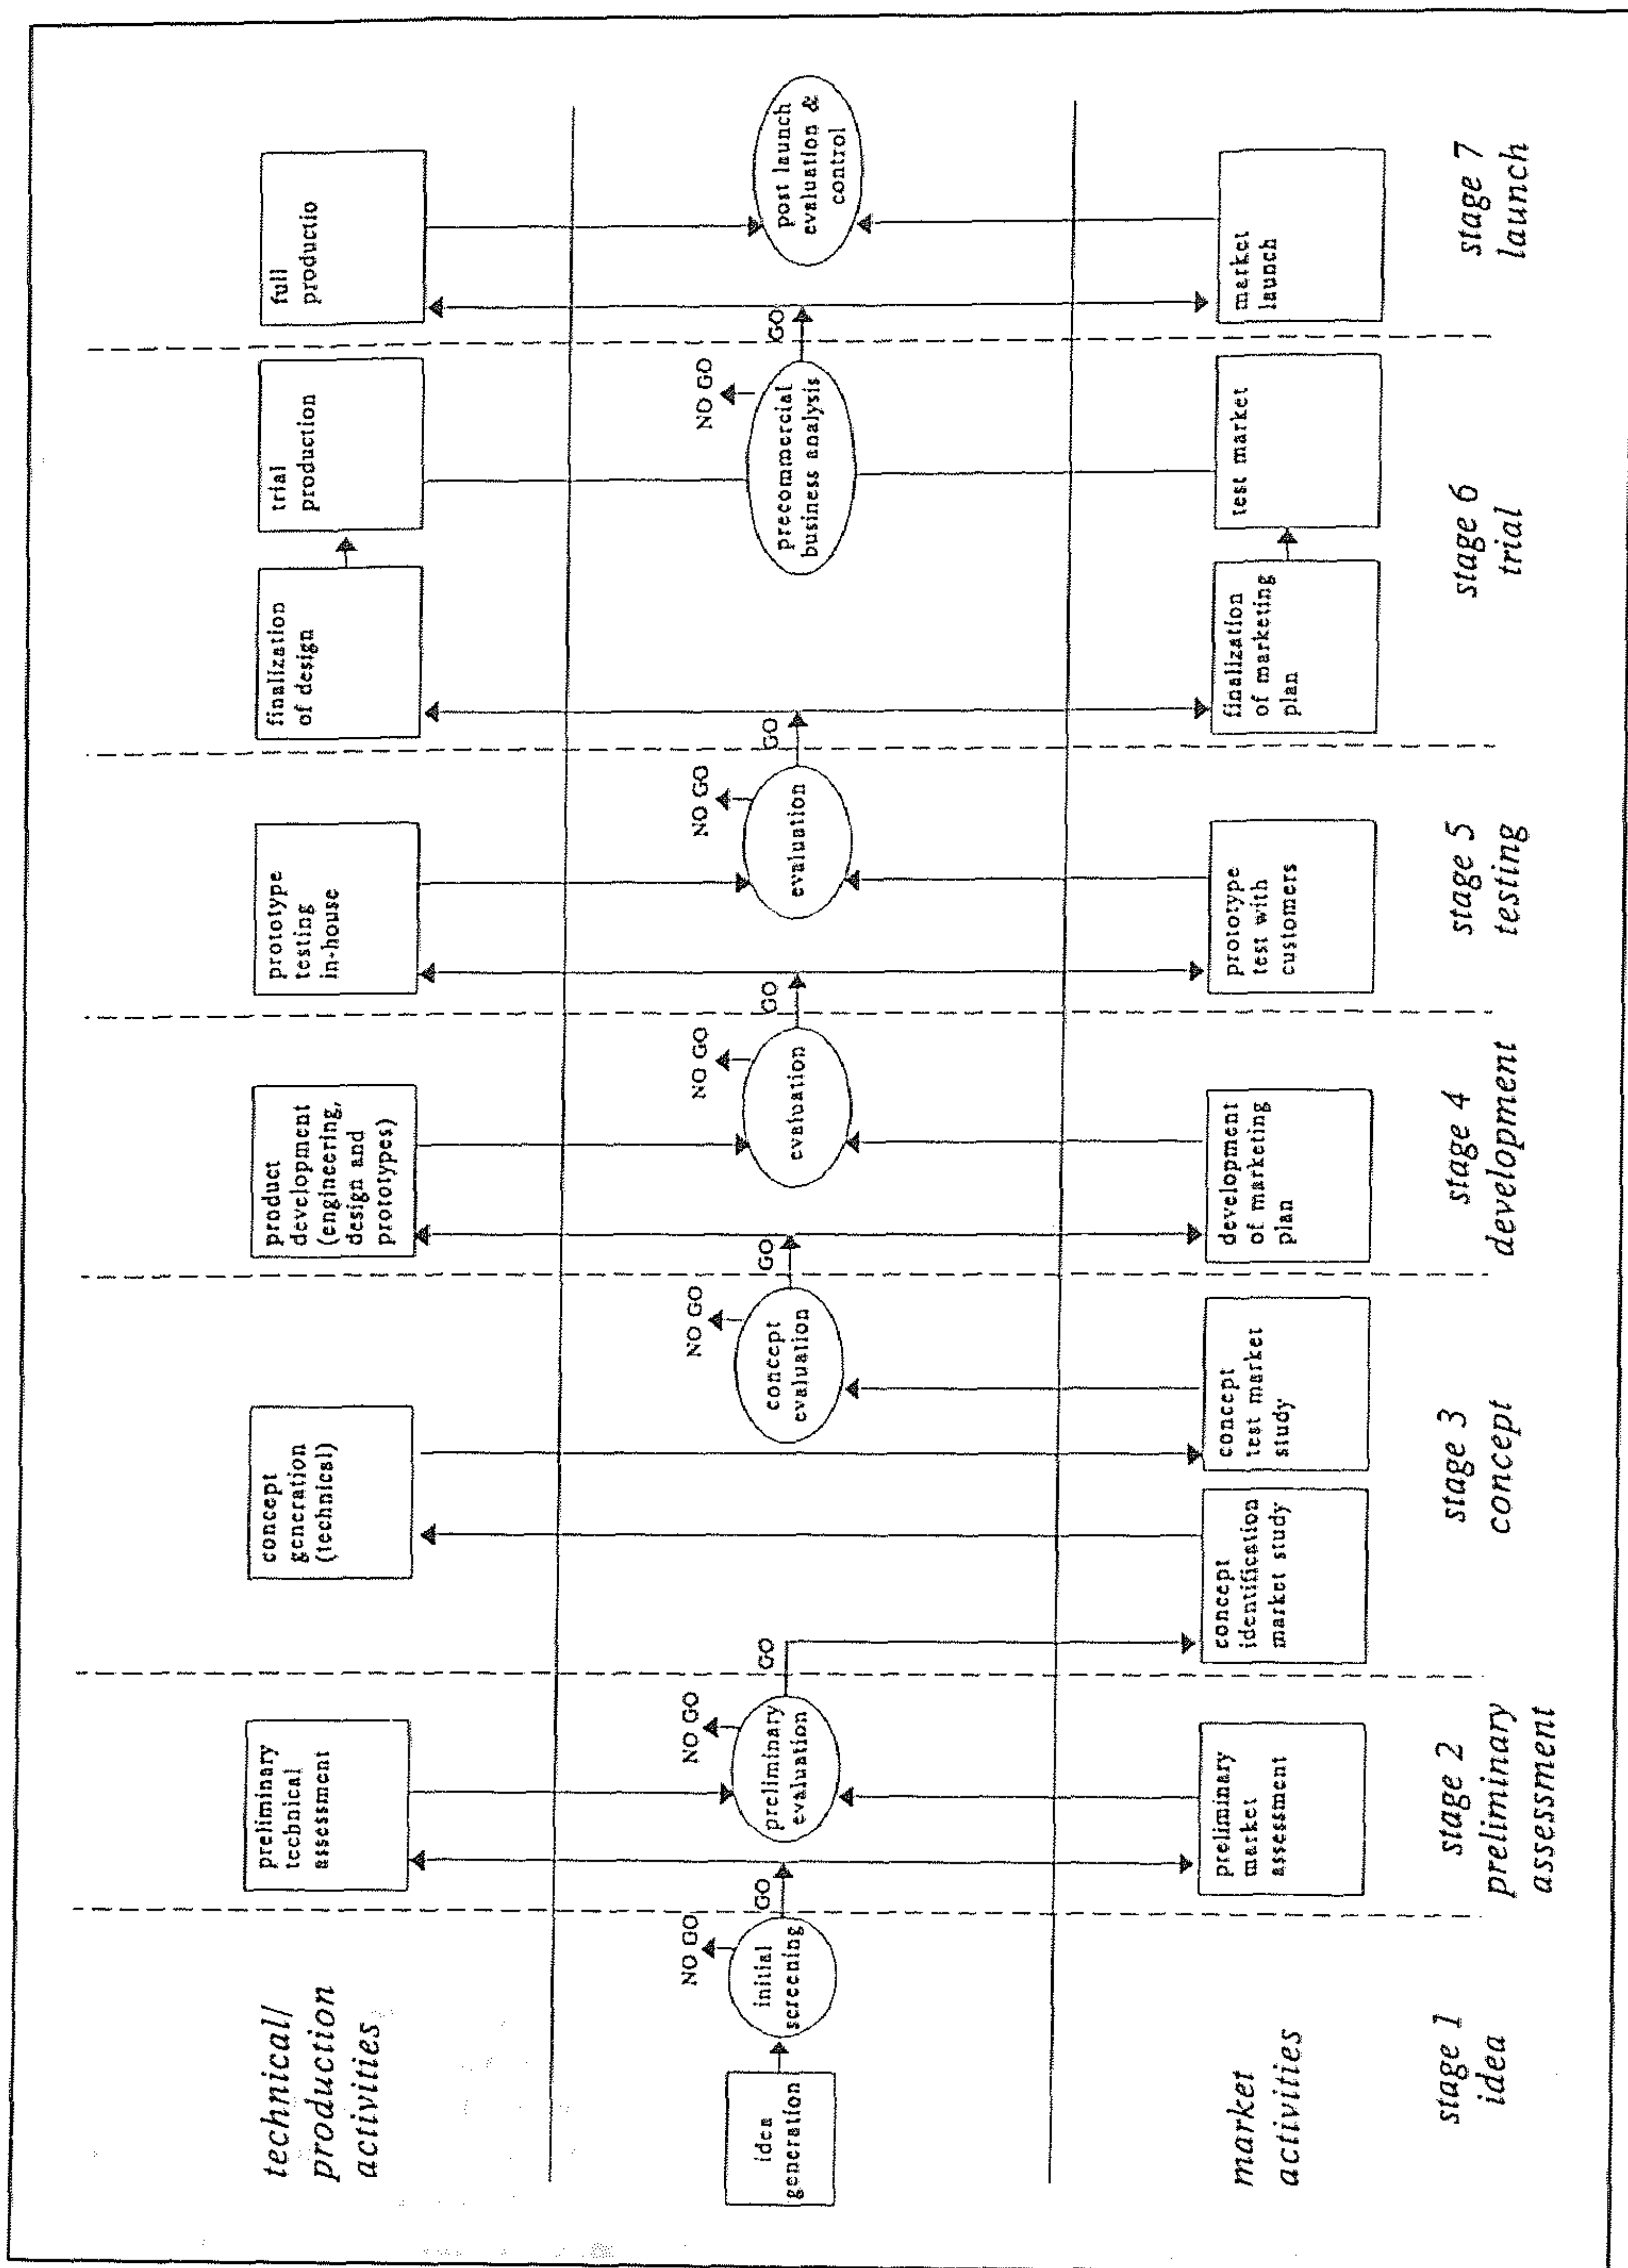 technical/
production
activities
market
activities
stage 1
idea
idea
generation
initial
screening
NO GO
GO
stage 2
preliminary
assessment
preliminary
technical
assessment
preliminary
evaluation
NO GO
GO
preliminary
market
assessment
stage 3
concept
concept
generation
(technical)
concept
identification
market study
concept
test market
study
concept
evaluation
NO GO
GO
stage 4
development
product
development
(engineering,
design and
prototypes)
evaluation
NO GO
GO
development
of marketing
plan
stage 5
testing
prototype
testing
in-house
evaluation
NO GO
GO
prototype
test with
customers
stage 6
trial
finalization
of design
trial
production
precommercial
business analysis
NO GO
GO
finalization
of marketing
plan
test market
stage 7
launch
full
productio
post launch
evaluation &
control
market
launch